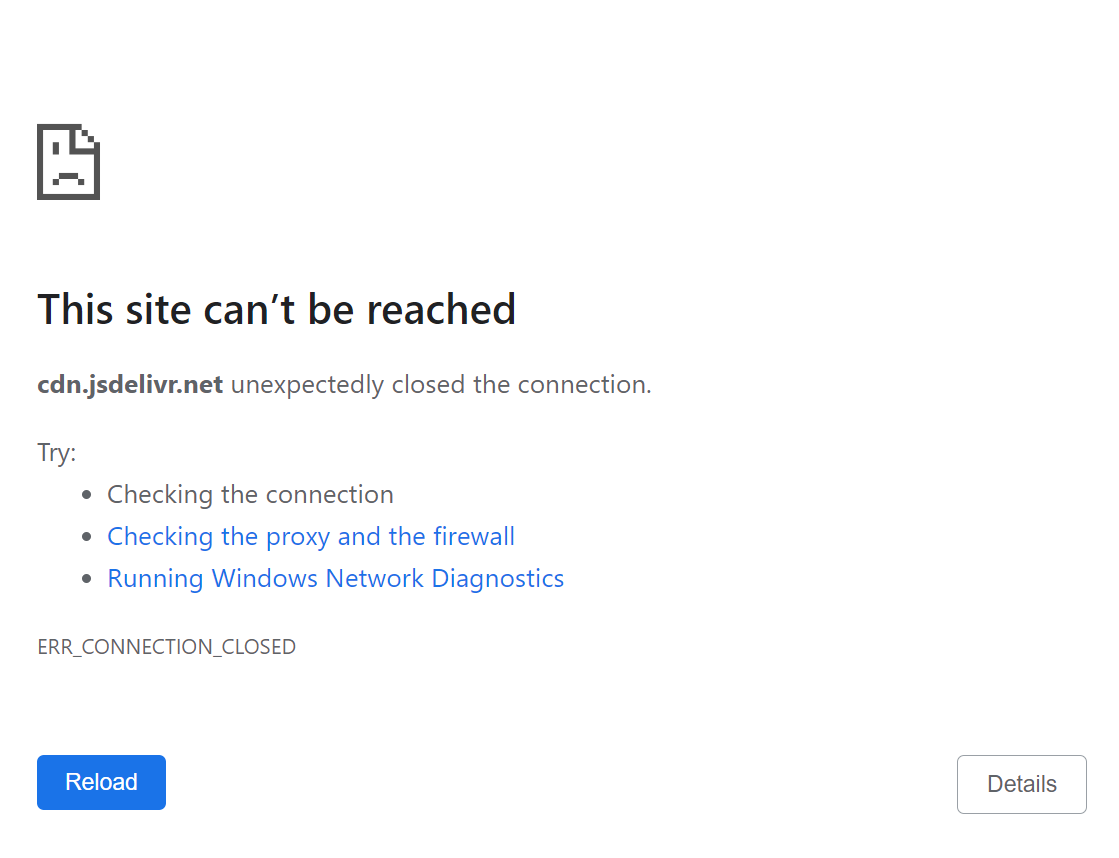 This site can’t be reached
cdn.jsdelivr.net unexpectedly closed the connection.
Try:
Checking the connection
Checking the proxy and the firewall
Running Windows Network Diagnostics
ERR_CONNECTION_CLOSED
Reload
Details